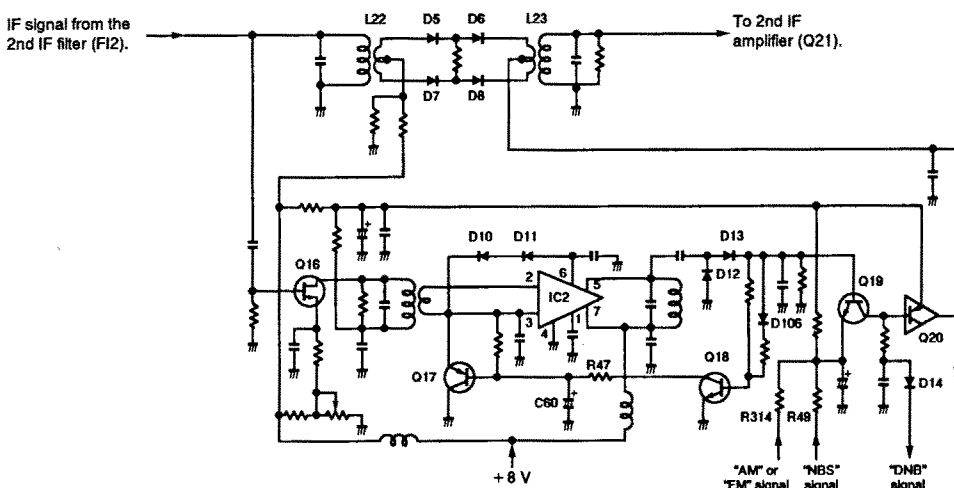 IF signal from the
2nd IF filter (FI2).
L22
D5
D6
L23
To 2nd IF
amplifier (Q21).
D7
D8
D10
D11
D13
Q16
2
6
5
IC2
D12
Q19
3
4
1
7
D106
Q20
Q17
R47
Q18
D14
C60
R314
R49
+ 8 V
"AM" or
"FM" signal
"NBS"
signal
"DNB"
signal